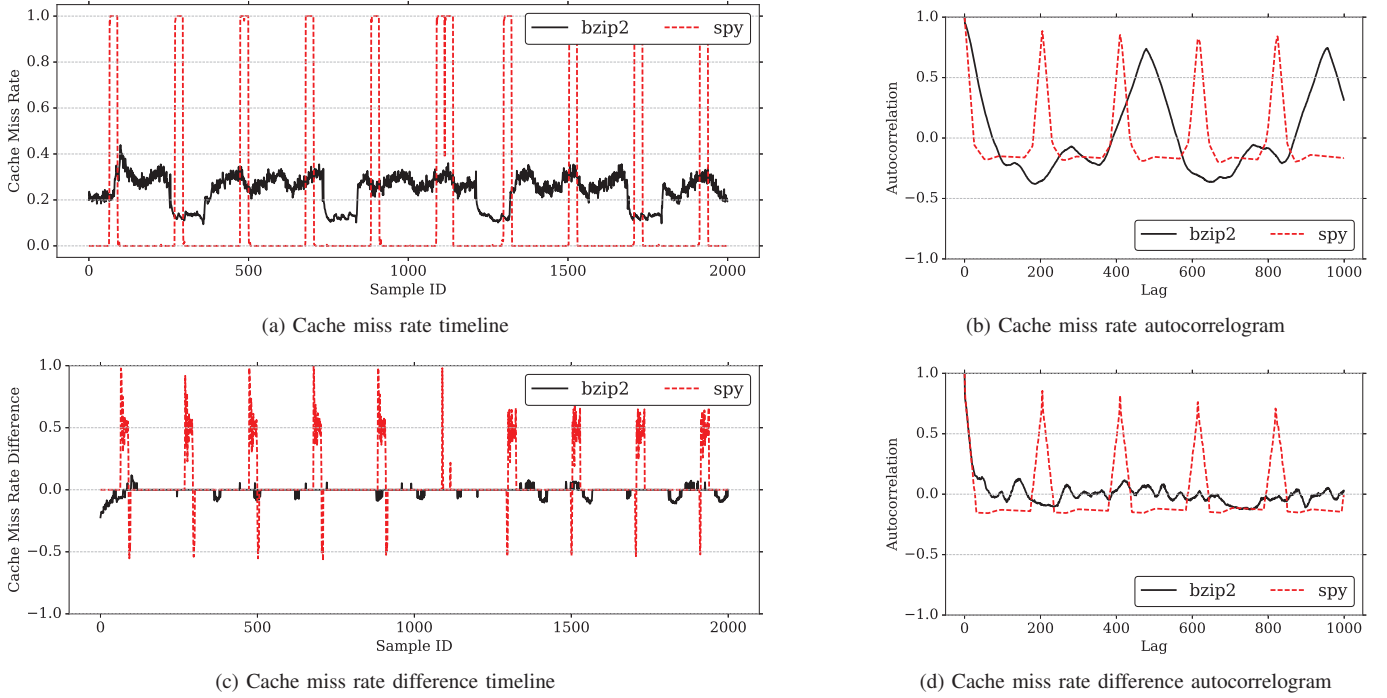 1.0
0.8
0.6
0.4
0.2
0.0
Cache Miss Rate
bzip2 spy
0 500 1000 1500 2000
Sample ID
(a) Cache miss rate timeline
1.0
0.5
0.0
−0.5
−1.0
Autocorrelation
bzip2 spy
0 200 400 600 800 1000
Lag
(b) Cache miss rate autocorrelogram
1.0
0.5
0.0
−0.5
−1.0
Cache Miss Rate Difference
bzip2 spy
0 500 1000 1500 2000
Sample ID
(c) Cache miss rate difference timeline
1.0
0.5
0.0
−0.5
−1.0
Autocorrelation
bzip2 spy
0 200 400 600 800 1000
Lag
(d) Cache miss rate difference autocorrelogram